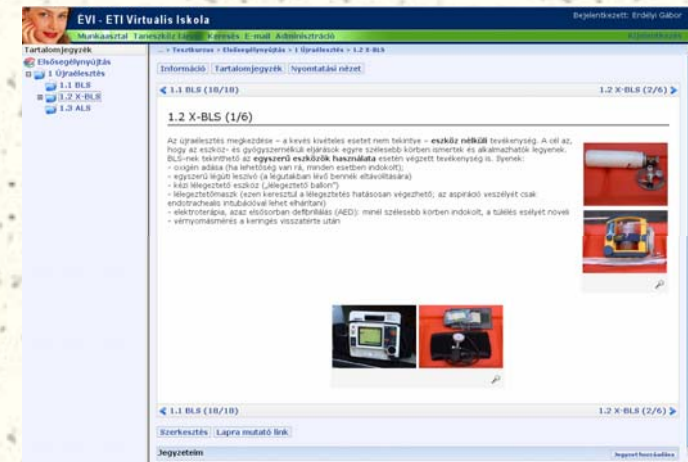 ÉVI - ETI Virtuális Iskola
Bejelentkezett: Erdélyi Gábor
Munkaasztal Taneszköz tár Keresés E-mail Adminisztráció
Kijelentkezés
Tartalomjegyzék
... > Tesztkurzus > Elsősegélynyújtás > 1 Újraélesztés > 1.2 X-BLS
Elsősegélynyújtás
1 Újraélesztés
1.1 BLS
1.2 X-BLS
1.3 ALS
Információ Tartalomjegyzék Nyomtatási nézet
1.1 BLS (18/18)
1.2 X-BLS (2/6)
1.2 X-BLS (1/6)
Az újraélesztés megkezdése – a kevés kivételes esetet nem tekintve – eszköz nélküli tevékenység. A cél az,
hogy az eszköz- és gyógyszernélküli eljárások egyre szélesebb körben ismertek és alkalmazhatók legyenek.
BLS-nek tekinthető az egyszerű eszközök használata esetén végzett tevékenység is. Ilyenek:
- oxigén adása (ha lehetőség van rá, minden esetben indokolt);
- egyszerű légúti leszívó (a légutakban lévő bennék eltávolítására)
- kézi lélegeztető eszköz („lélegeztető ballon")
- lélegeztetőmaszk (ezen keresztül a lélegeztetés hatásosan végezhető; az aspiráció veszélyét csak
endotrachealis intubációval lehet elhárítani)
- elektroterápia, azaz elsősorban defibrillálás (AED): minél szélesebb körben indokolt, a túlélés esélyét növeli
- vérnyomásmérés a keringés visszatérte után
1.1 BLS (18/18)
1.2 X-BLS (2/6)
Szerkesztés Lapra mutató link
Jegyzeteim
Jegyzet hozzáadása